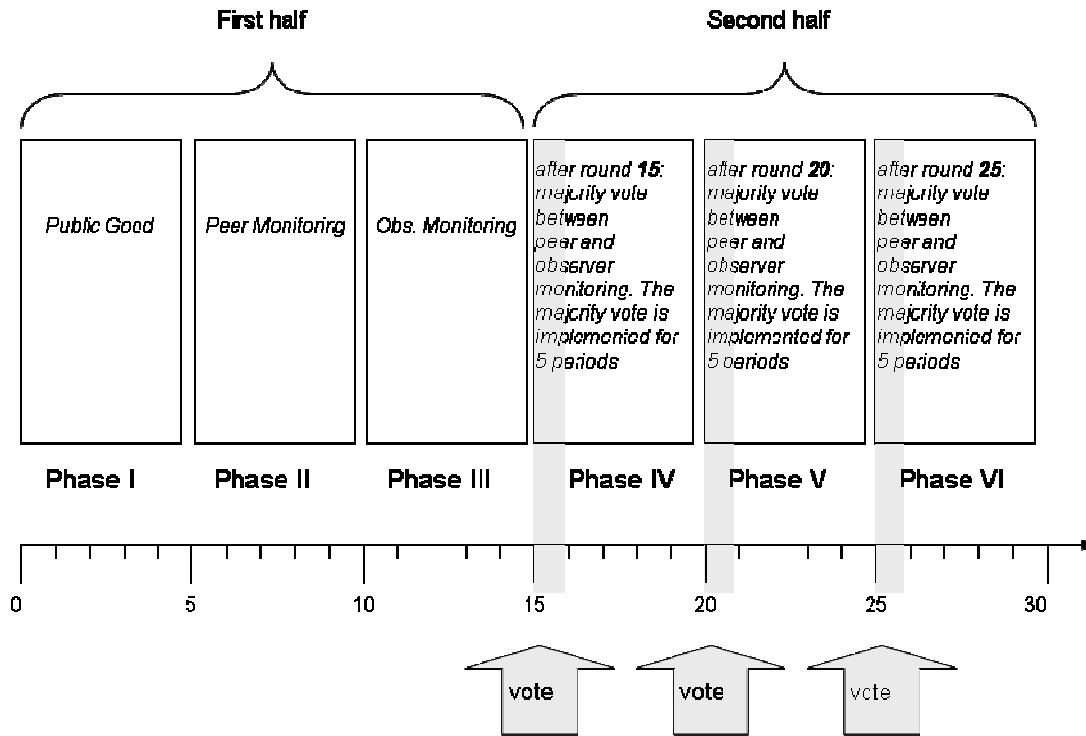 First half
Second half
Public Good
Peer Monitoring
Obs. Monitoring
after round 15:
majority vote
between
peer and
observer
monitoring. The
majority vote is
implemented for
5 periods
after round 20:
majority vote
between
peer and
observer
monitoring. The
majority vote is
implemented for
5 periods
after round 25:
majority vote
between
peer and
observer
monitoring. The
majority vote is
implemented for
5 periods
Phase I
Phase II
Phase III
Phase IV
Phase V
Phase VI
0
5
10
15
20
25
30
vote
vote
vote